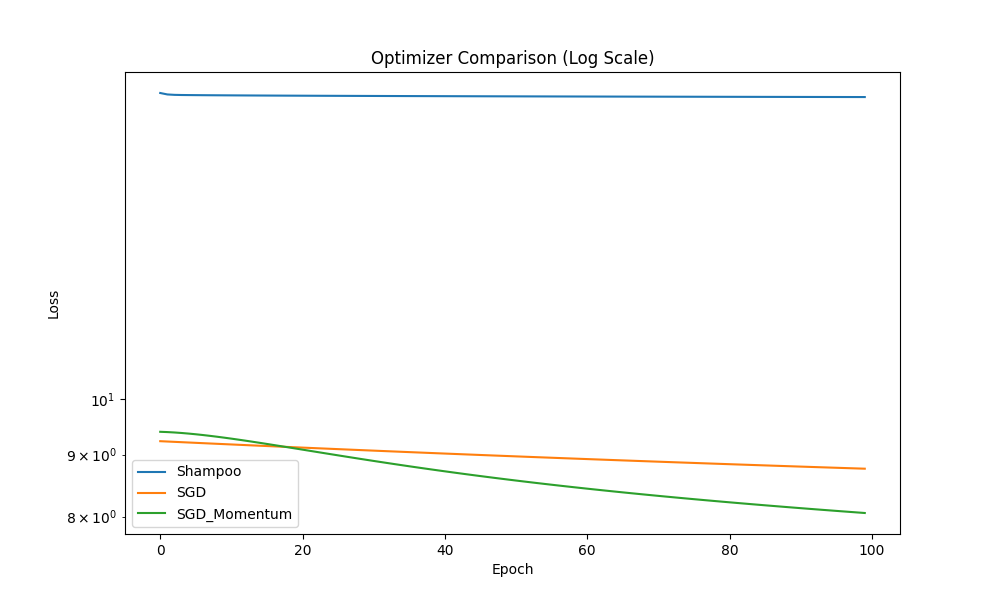 Optimizer Comparison (Log Scale)
Loss
10¹
9 × 10⁰
8 × 10⁰
Shampoo
SGD
SGD_Momentum
0 20 40 60 80 100
Epoch